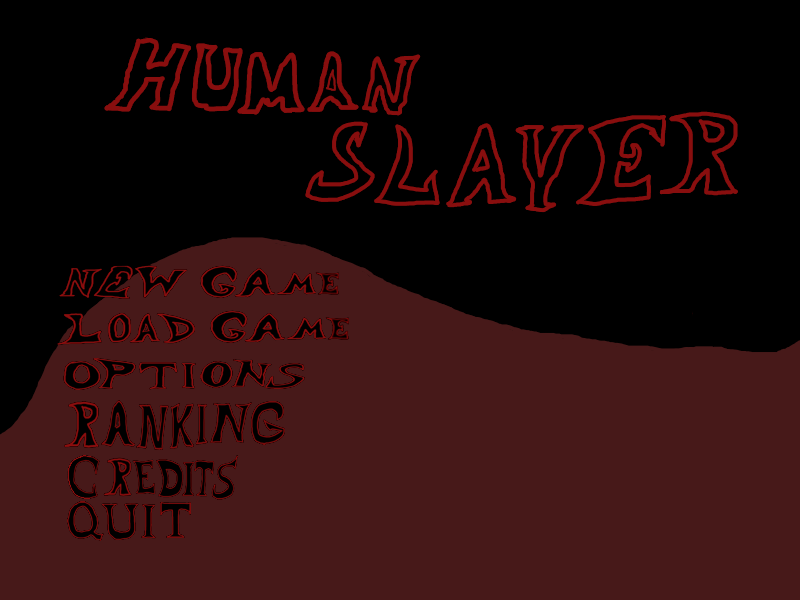 HUMAN
SLAYER
NEW GAME
LOAD GAME
OPTIONS
RANKING
CREDITS
QUIT